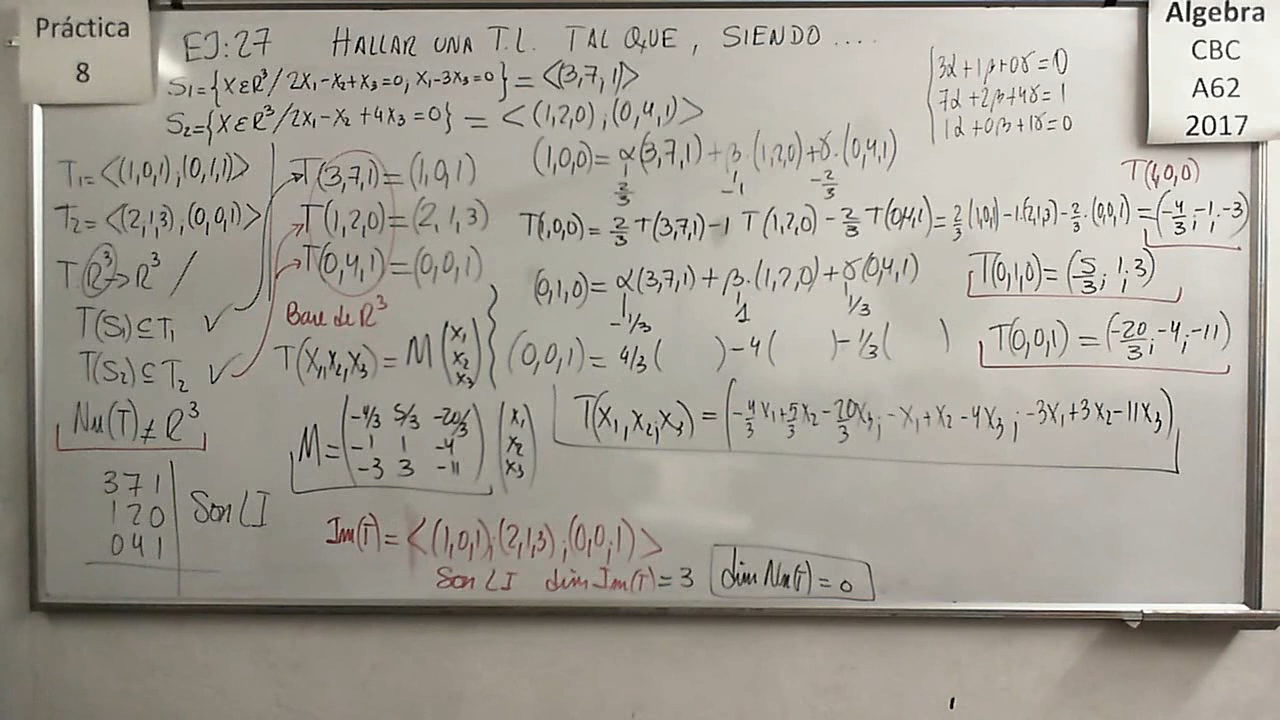 Práctica
8
Algebra
CBC
A62
2017
EJ:27 HALLAR UNA T.L. TAL QUE, SIENDO ....
S₁={X∈ℝ³/2X₁-X₂+X₃=0, X₁-3X₃=0} = <(3,7,1)>
S₂={X∈ℝ³/2X₁-X₂+4X₃=0} = <(1,2,0);(0,4,1)>
3α+1β+0γ=0
7α+2β+4γ=1
1α+0β+1γ=0
T₁=<(1,0,1);(0,1,1)>
T₂=<(2,1,3);(0,0,1)>
T:ℝ³->ℝ³ /
T(S₁)⊆T₁ ✓
T(S₂)⊆T₂ ✓
Nu(T)≠ℝ³
3 7 1
1 2 0
0 4 1
Son LI
T(3,7,1)=(1,0,1)
T(1,2,0)=(2,1,3)
T(0,4,1)=(0,0,1)
Base de ℝ³
T(X₁,X₂,X₃)=M (X₁ X₂ X₃)
(1,0,0)=α(3,7,1)+β.(1,2,0)+γ.(0,4,1)
2/3 -1 -2/3
T(1,0,0)
T(1,0,0)=2/3 T(3,7,1)-1 T(1,2,0)-2/3 T(0,4,1)=2/3(1,0,1)-1.(2,1,3)-2/3.(0,0,1)=(-4/3;-1;-3)
(0,1,0)=α(3,7,1)+β.(1,2,0)+γ(0,4,1)
-1/3 1 1/3
T(0,1,0)=(5/3;1;3)
(0,0,1)=4/3( )-4( )-1/3( )
T(0,0,1)=(-20/3;-4;-11)
M=(-4/3 5/3 -20/3
-1 1 -4
-3 3 -11) (X₁ X₂ X₃)
T(X₁,X₂,X₃)=(-4/3X₁+5/3X₂-20/3X₃;-X₁+X₂-4X₃;-3X₁+3X₂-11X₃)
Im(T)=<(1,0,1);(2,1,3);(0,0,1)>
Son LI dim Im(T)=3 dim Nu(T)=0